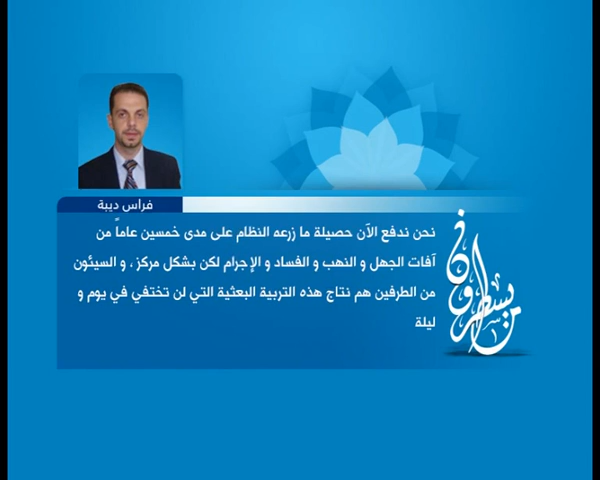 فراس ديبة
نحن ندفع الآن حصيلة ما زرعه النظام على مدى خمسين عاماً من
آفات الجهل و النهب و الفساد و الإجرام لكن بشكل مركز ، و السيئون
من الطرفين هم نتاج هذه التربية البعثية التي لن تختفي في يوم و
ليلة